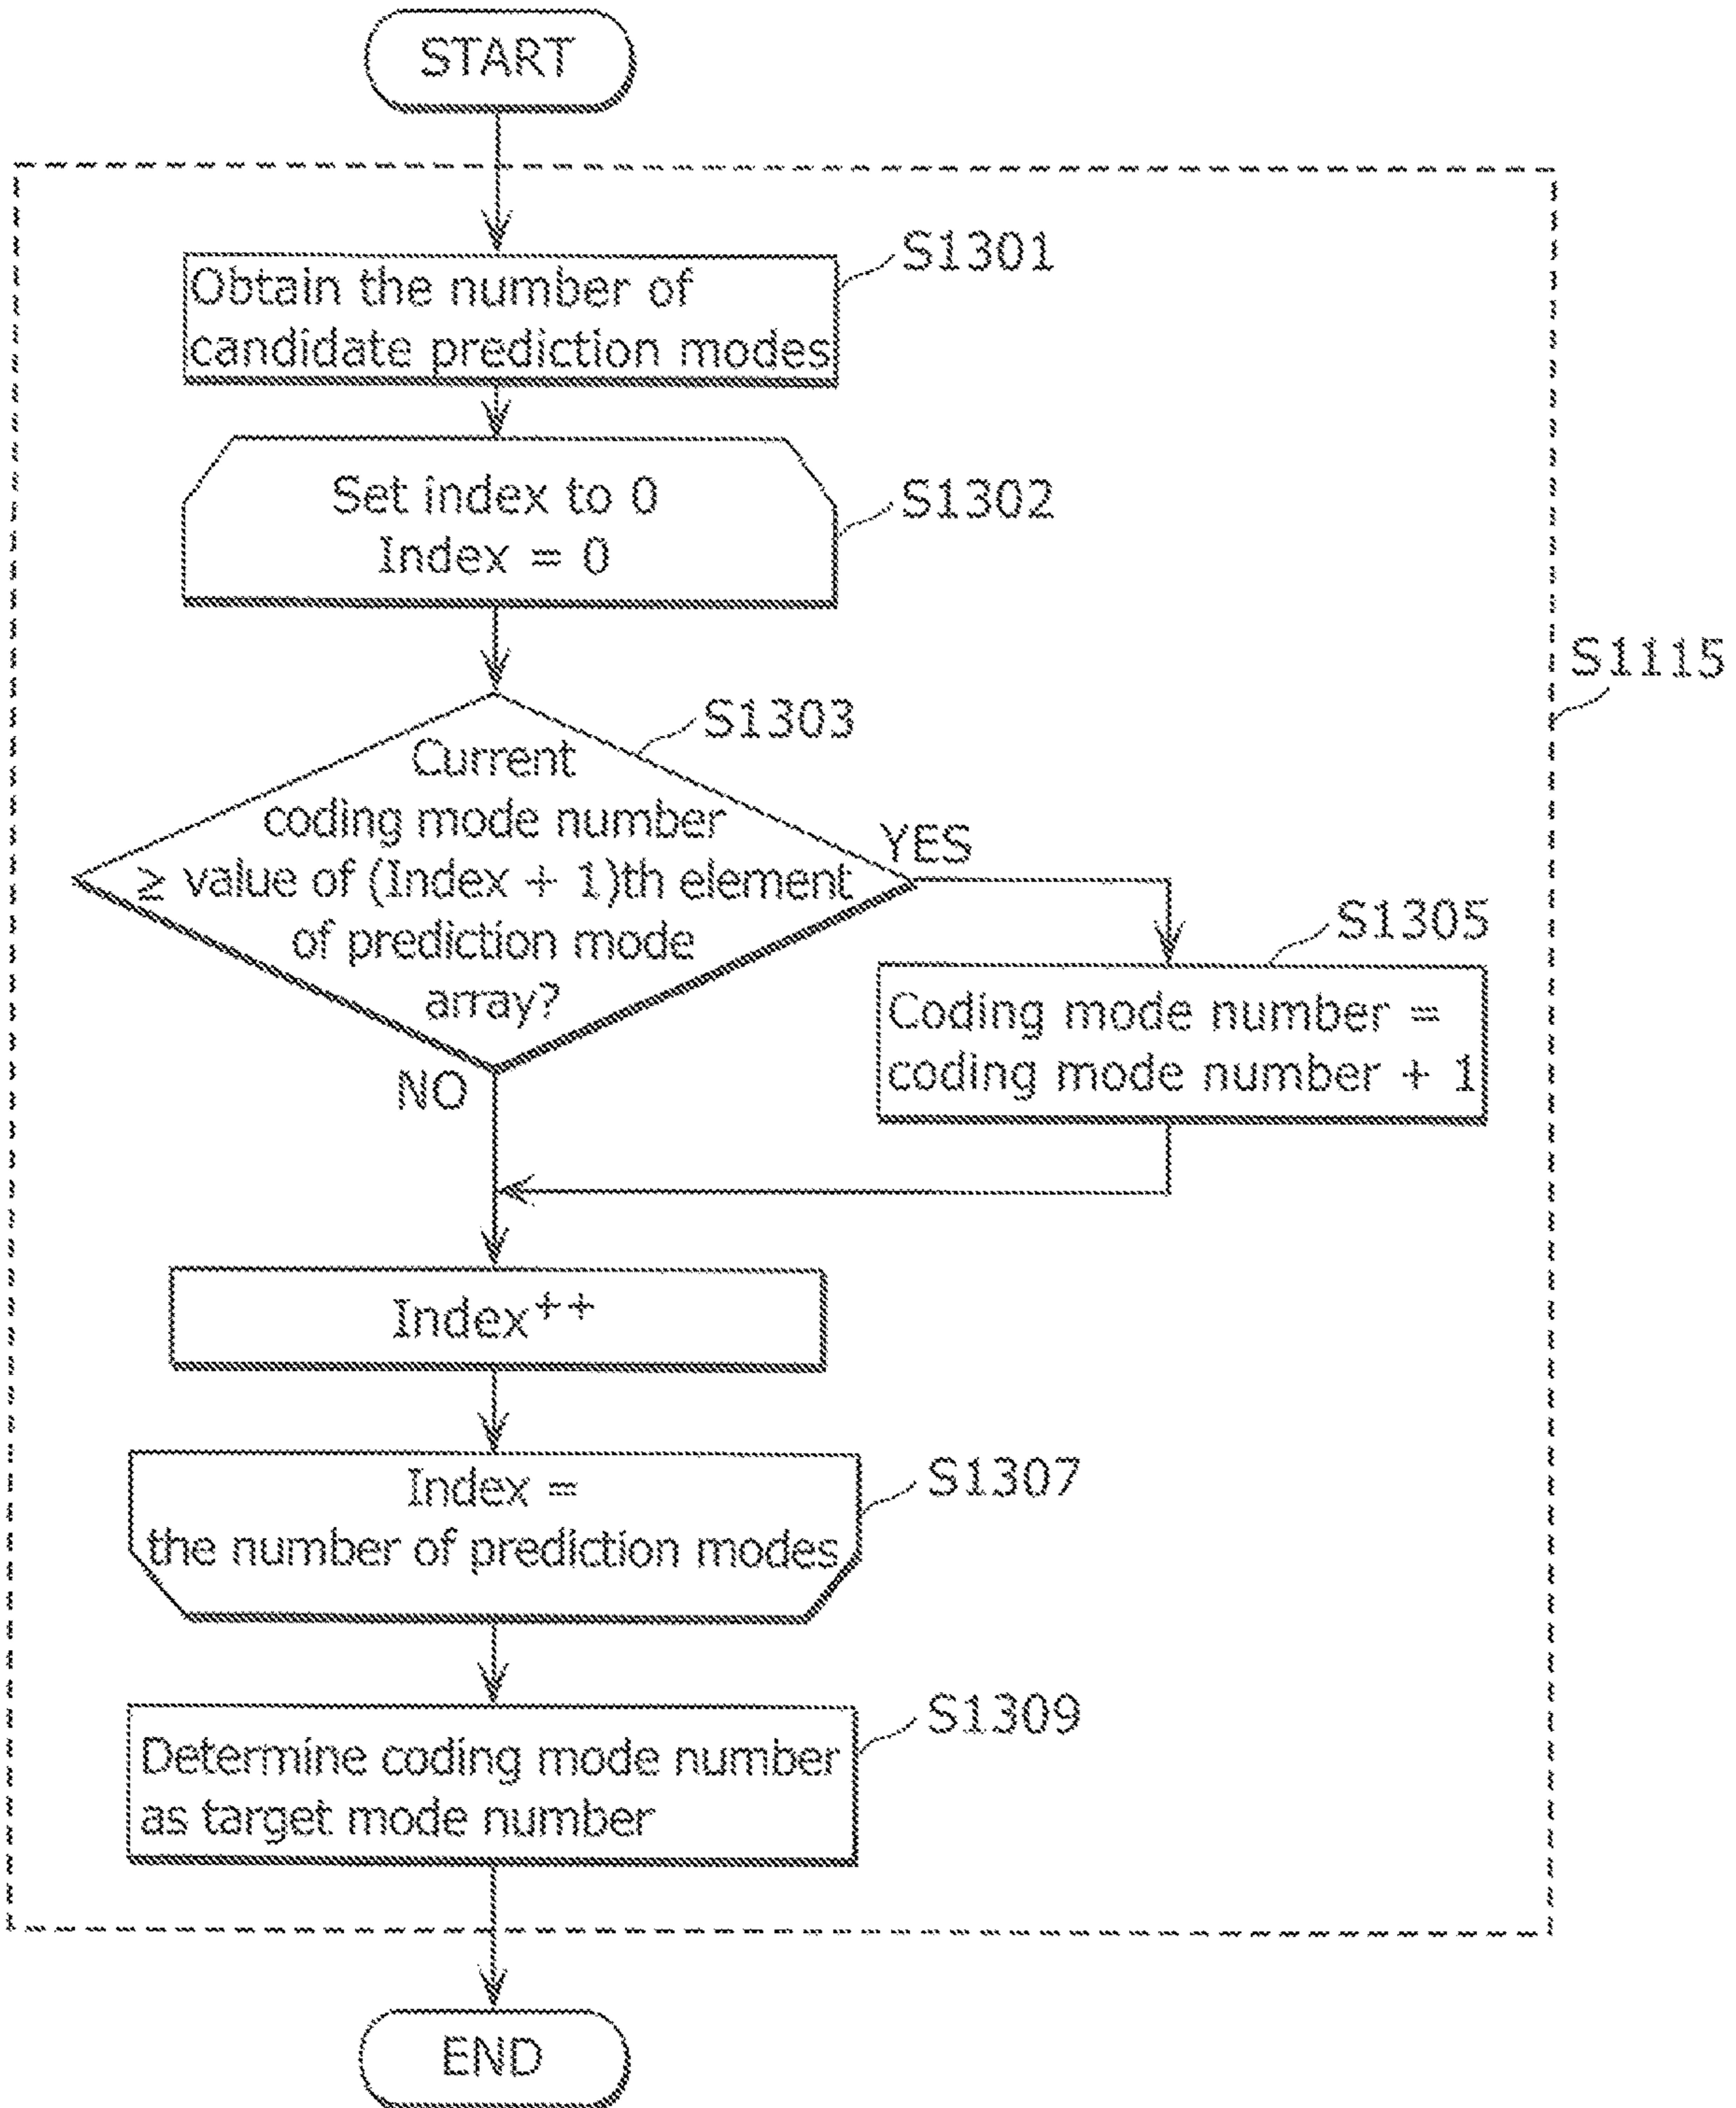 START
S1301
Obtain the number of
candidate prediction modes
Set index to 0
Index = 0
S1302
S1115
S1303
Current
coding mode number
≥ value of (Index + 1)th element
of prediction mode
array?
YES
NO
S1305
Coding mode number =
coding mode number + 1
Index++
Index =
the number of prediction modes
S1307
S1309
Determine coding mode number
as target mode number
END